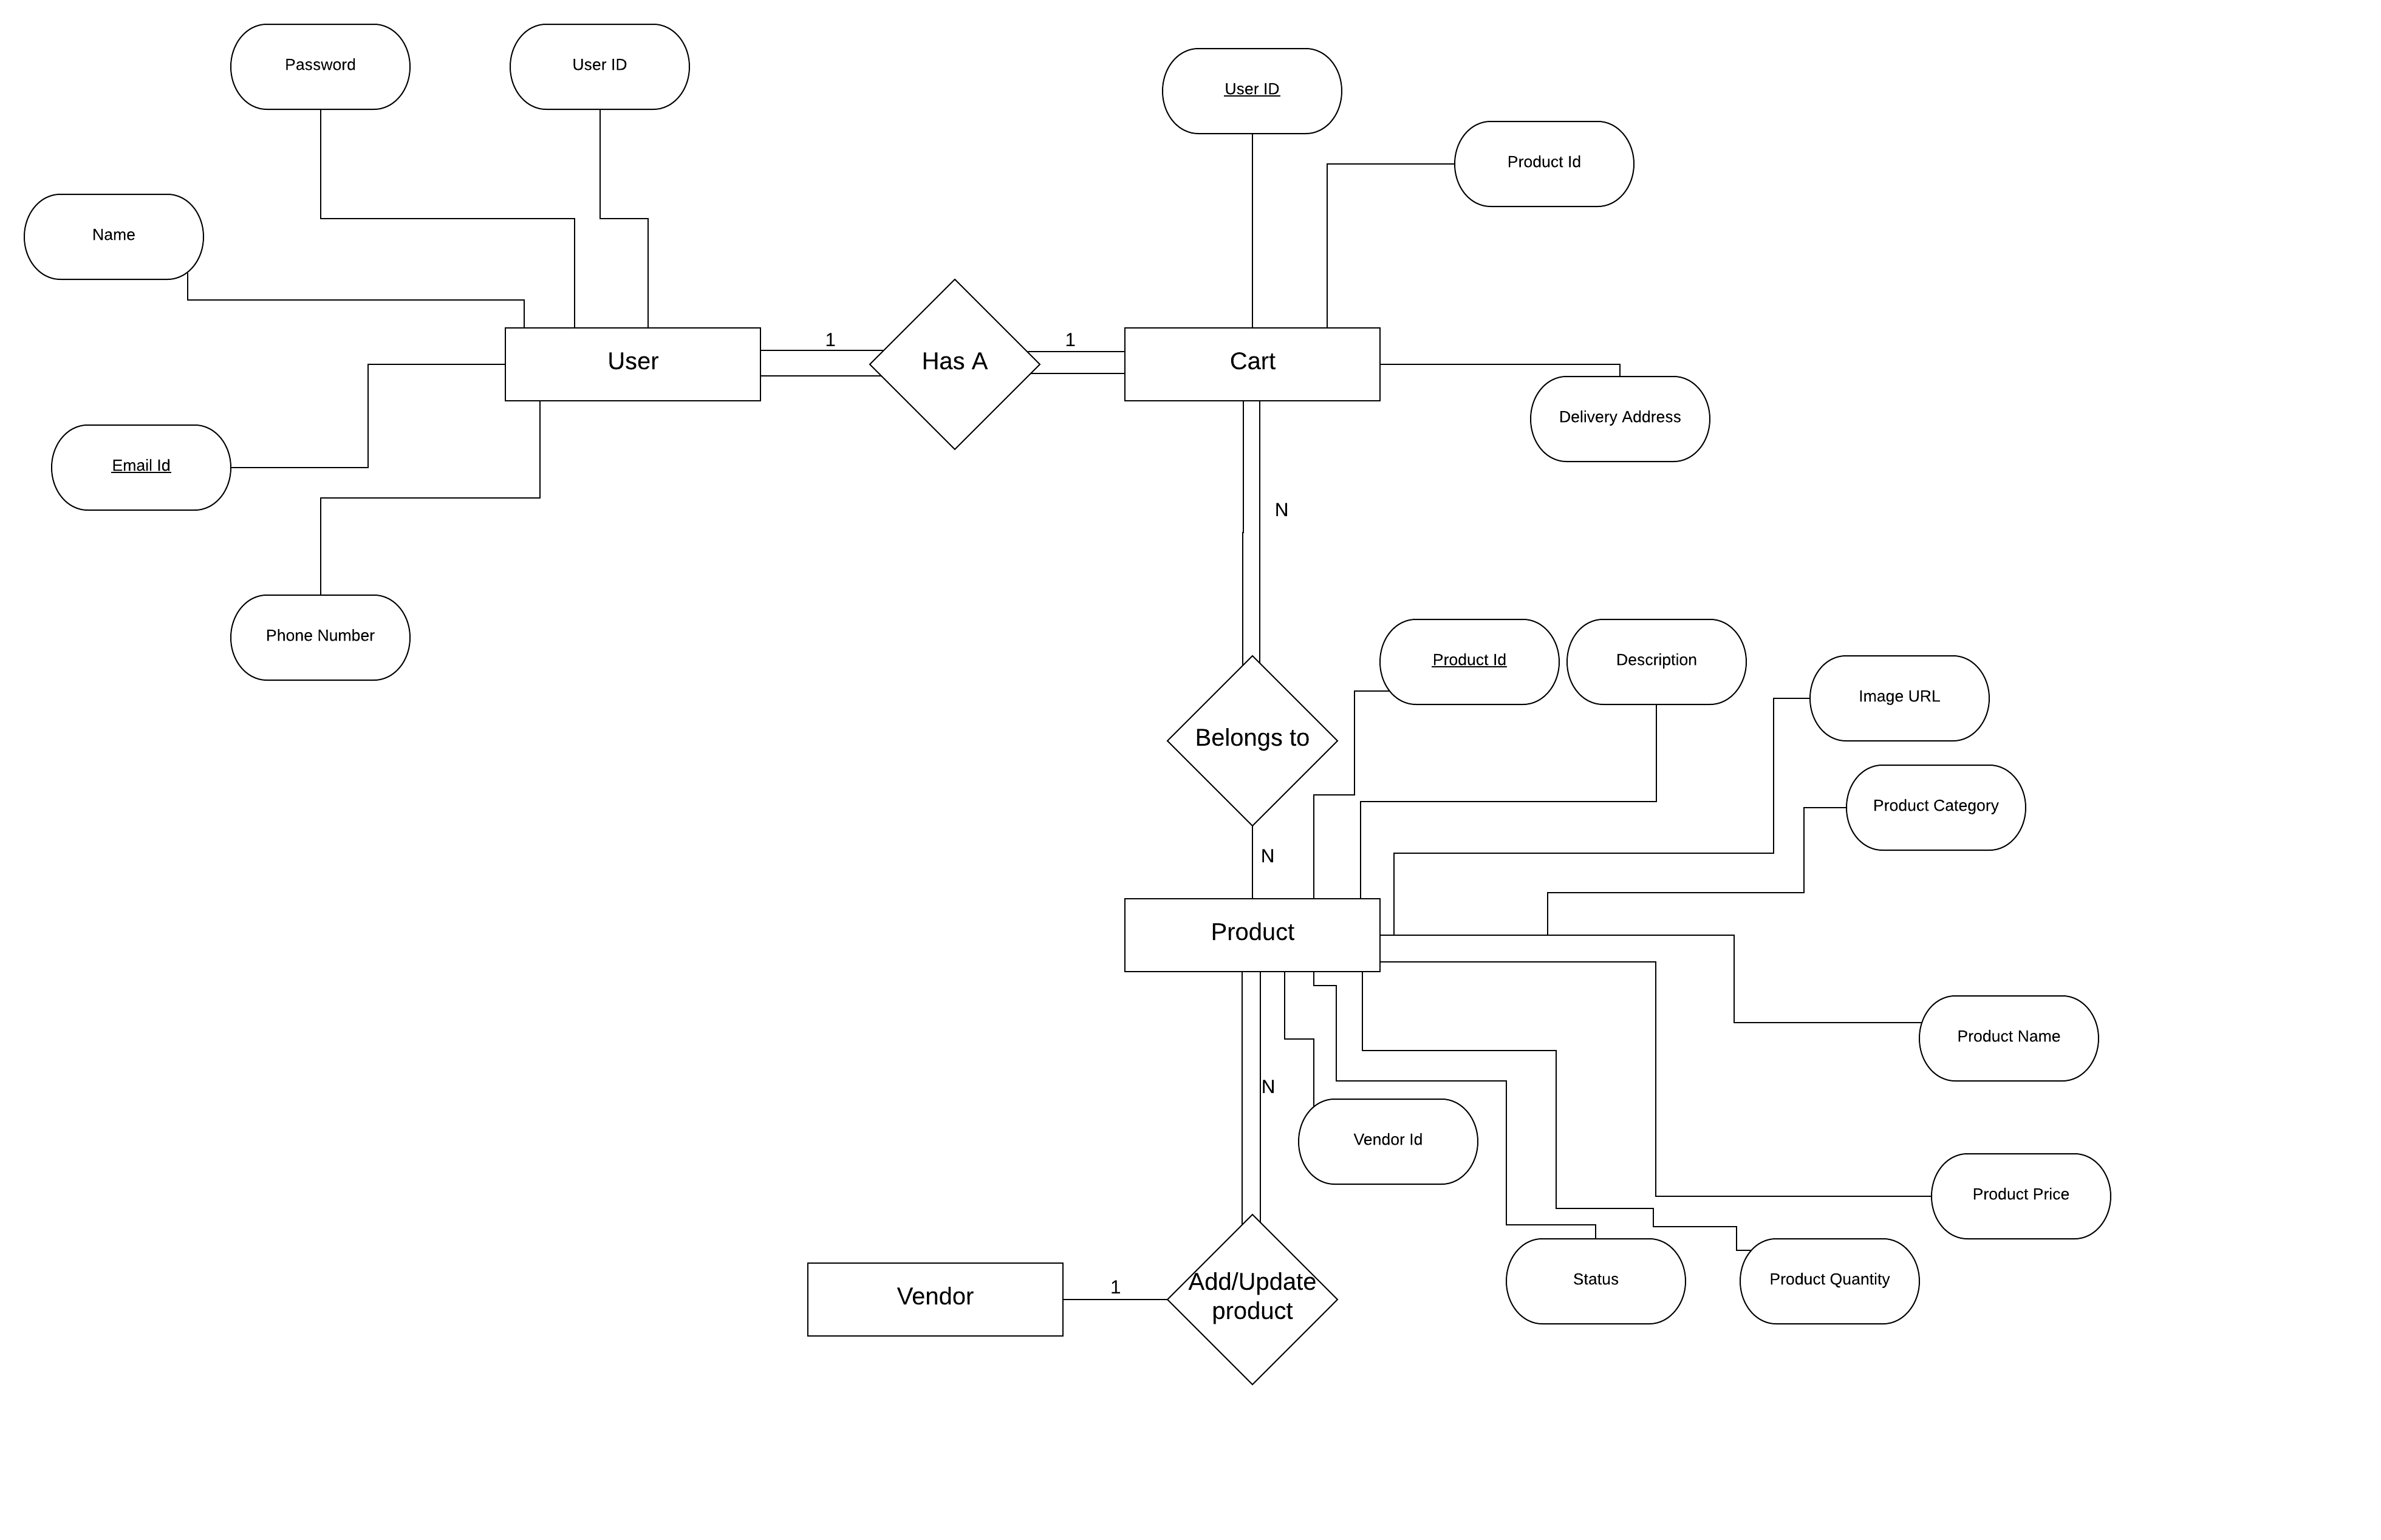 Password
User ID
User ID
Product Id
Name
1
1
User
Has A
Cart
Delivery Address
Email Id
N
Phone Number
Product Id
Description
Image URL
Belongs to
Product Category
N
Product
Product Name
N
Vendor Id
Product Price
Status
Product Quantity
Vendor
1
Add/Update
product